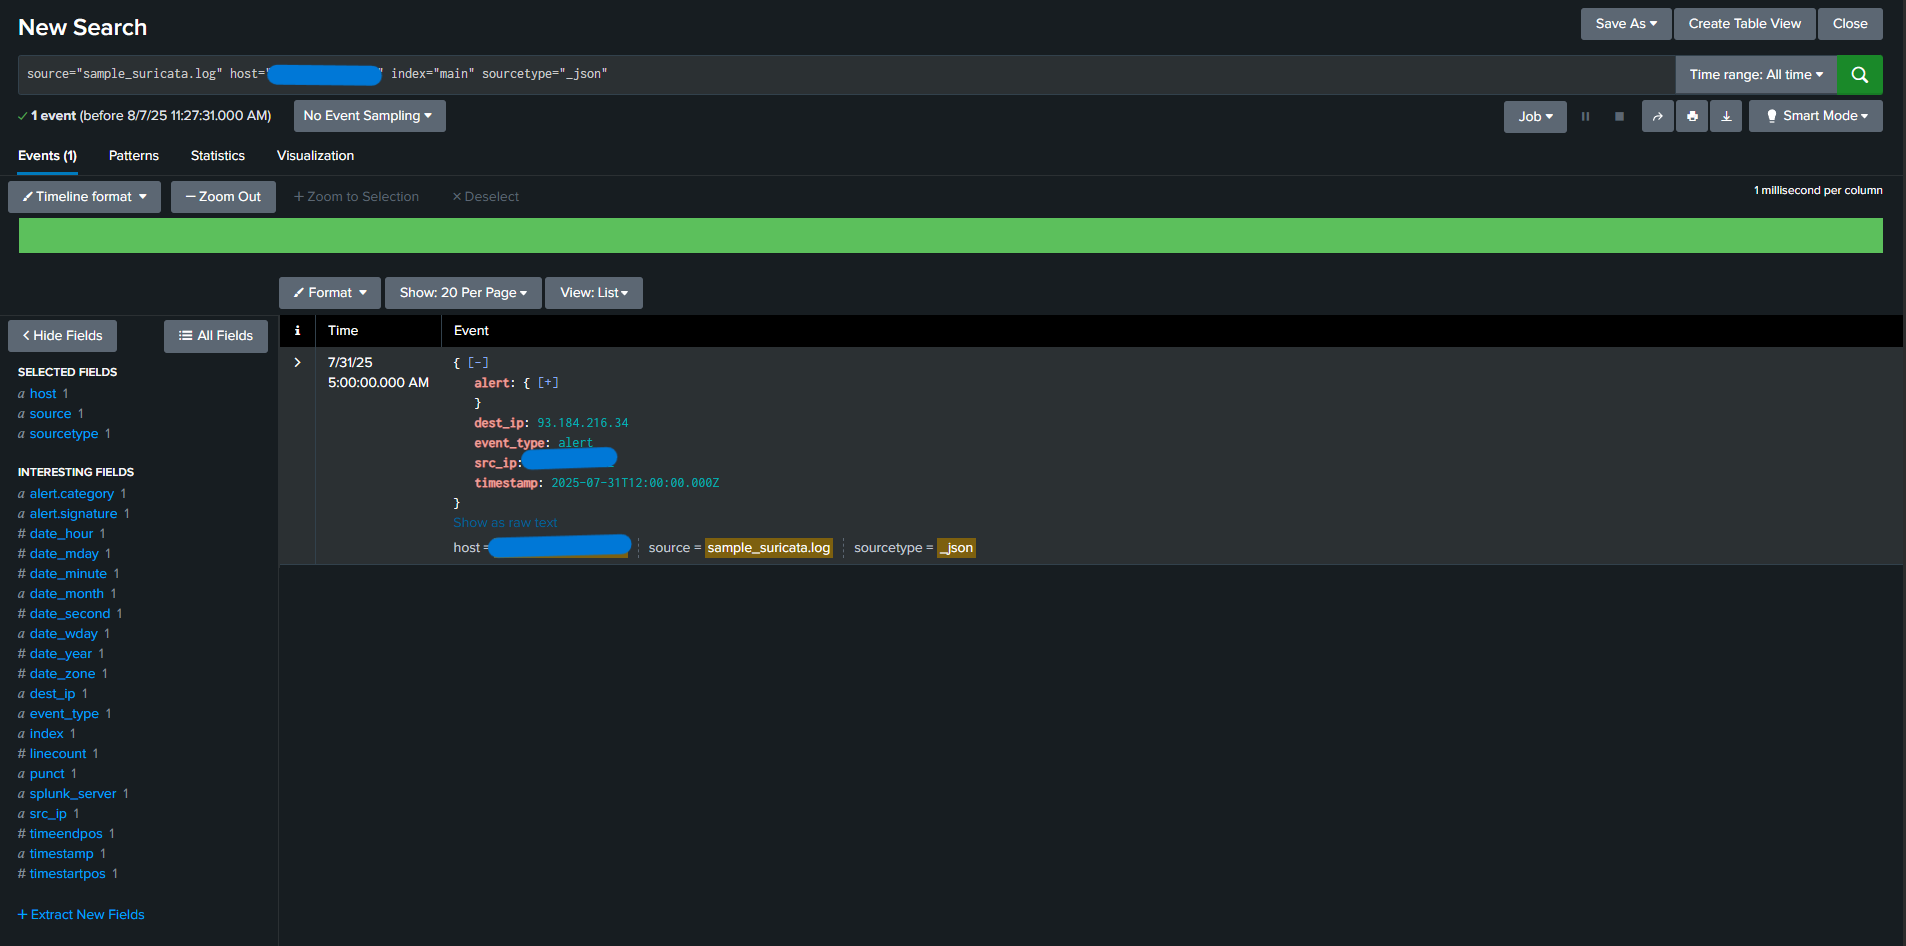 New Search
Save As
Create Table View
Close
source="sample_suricata.log" host=" " index="main" sourcetype="_json"
Time range: All time
1 event (before 8/7/25 11:27:31.000 AM)
No Event Sampling
Job
Smart Mode
Events (1)
Patterns
Statistics
Visualization
Timeline format
— Zoom Out
+ Zoom to Selection
× Deselect
1 millisecond per column
Format
Show: 20 Per Page
View: List
< Hide Fields
All Fields
i
Time
Event
SELECTED FIELDS
a host 1
a source 1
a sourcetype 1
INTERESTING FIELDS
a alert.category 1
a alert.signature 1
# date_hour 1
# date_mday 1
# date_minute 1
a date_month 1
# date_second 1
a date_wday 1
# date_year 1
# date_zone 1
a dest_ip 1
a event_type 1
a index 1
# linecount 1
a punct 1
a splunk_server 1
a src_ip 1
# timeendpos 1
a timestamp 1
# timestartpos 1
+ Extract New Fields
>
7/31/25
5:00:00.000 AM
{ [-]
alert: { [+]
}
dest_ip: 93.184.216.34
event_type: alert
src_ip:
timestamp: 2025-07-31T12:00:00.000Z
}
Show as raw text
host =
source = sample_suricata.log
sourcetype = _json